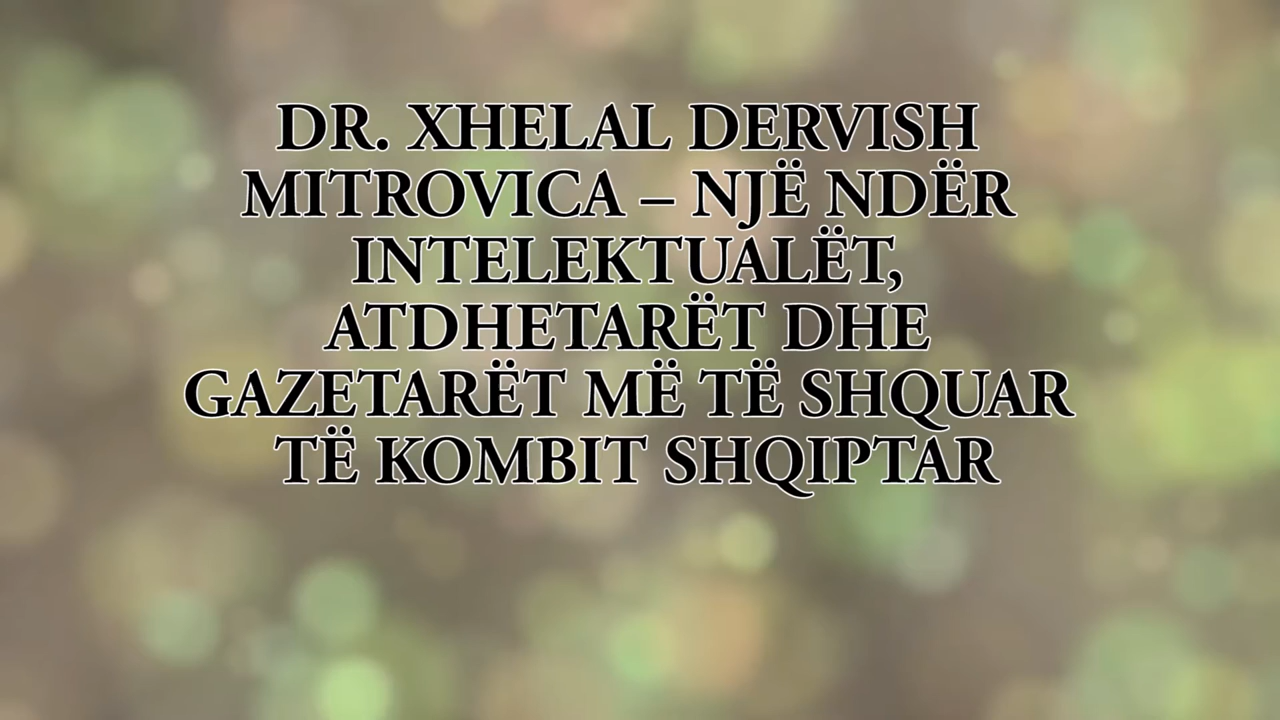 DR. XHELAL DERVISH
MITROVICA – NJË NDËR
INTELEKTUALËT,
ATDHETARËT DHE
GAZETARËT MË TË SHQUAR
TË KOMBIT SHQIPTAR